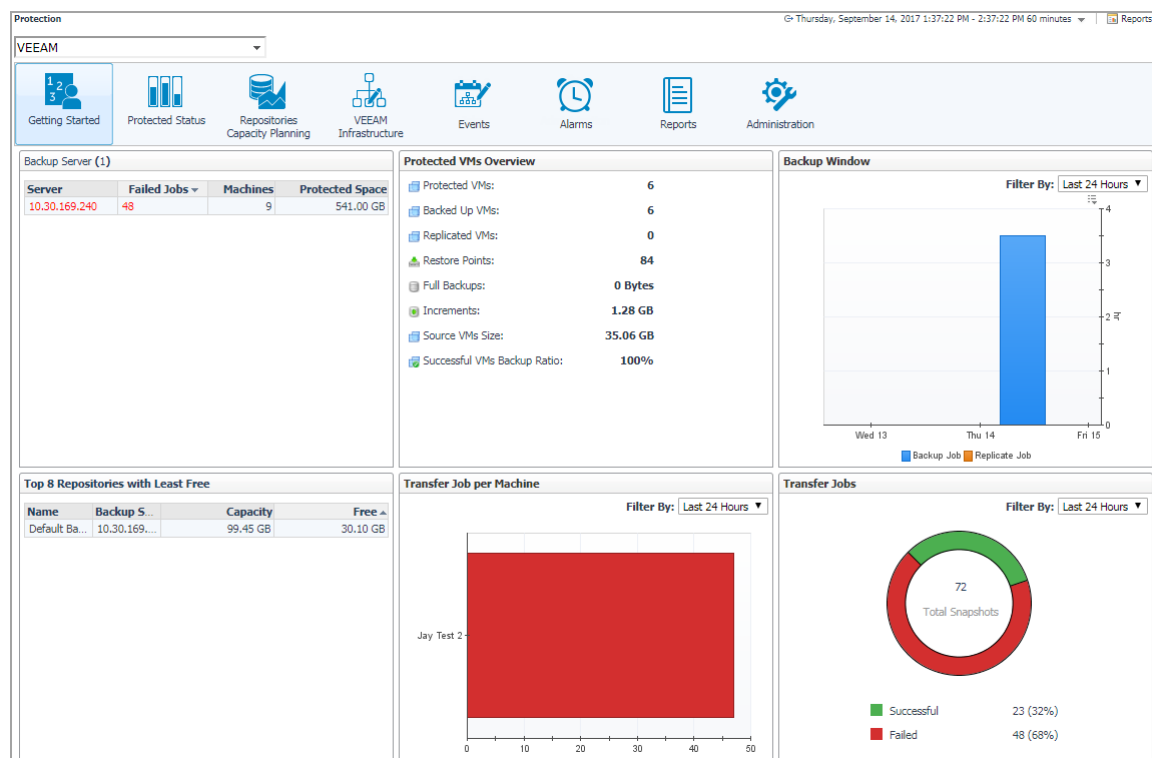 Protection
Thursday, September 14, 2017 1:37:22 PM - 2:37:22 PM 60 minutes
Reports
VEEAM
Getting Started
Protected Status
Repositories
Capacity Planning
VEEAM
Infrastructure
Events
Alarms
Reports
Administration
Backup Server (1)
Server Failed Jobs Machines Protected Space
10.30.169.240 48 9 541.00 GB
Protected VMs Overview
Protected VMs: 6
Backed Up VMs: 6
Replicated VMs: 0
Restore Points: 84
Full Backups: 0 Bytes
Increments: 1.28 GB
Source VMs Size: 35.06 GB
Successful VMs Backup Ratio: 100%
Backup Window
Filter By: Last 24 Hours
4
3
2
1
0
hr
Wed 13 Thu 14 Fri 15
Backup Job Replicate Job
Top 8 Repositories with Least Free
Name Backup S... Capacity Free
Default Ba... 10.30.169.... 99.45 GB 30.10 GB
Transfer Job per Machine
Filter By: Last 24 Hours
Jay Test 2
0 10 20 30 40 50
Transfer Jobs
Filter By: Last 24 Hours
72
Total Snapshots
Successful 23 (32%)
Failed 48 (68%)